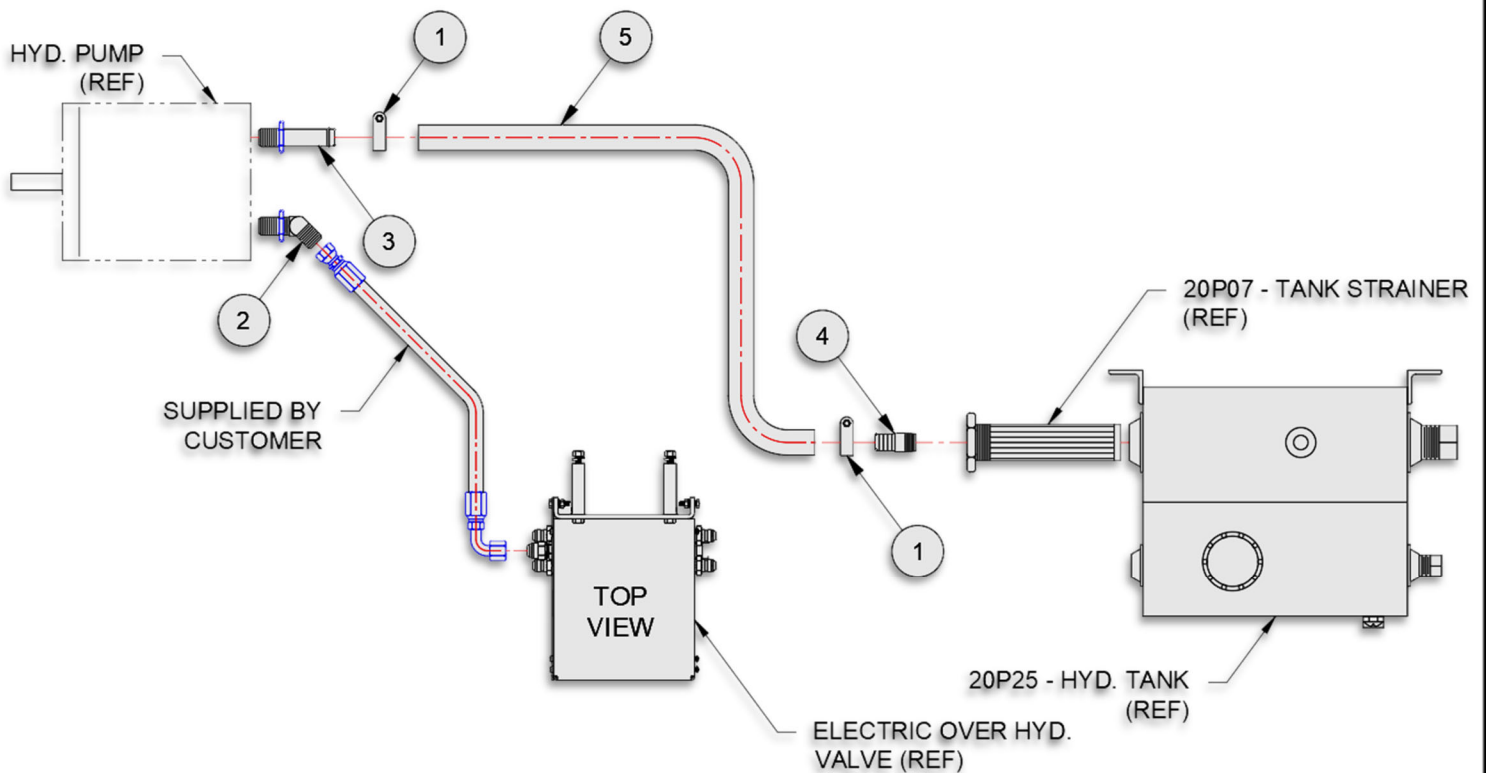 1
5
HYD. PUMP
(REF)
3
2
20P07 - TANK STRAINER
(REF)
4
SUPPLIED BY
CUSTOMER
1
TOP
VIEW
20P25 - HYD. TANK
(REF)
ELECTRIC OVER HYD.
VALVE (REF)